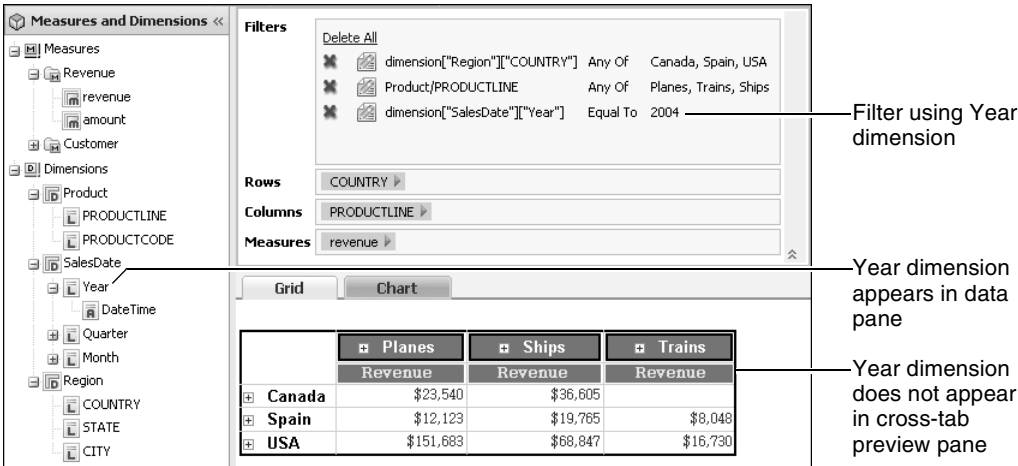 Measures and Dimensions «
Measures
Revenue
revenue
amount
Customer
Dimensions
Product
PRODUCTLINE
PRODUCTCODE
SalesDate
Year
DateTime
Quarter
Month
Region
COUNTRY
STATE
CITY
Filters
Delete All
dimension["Region"]["COUNTRY"] Any Of Canada, Spain, USA
Product/PRODUCTLINE Any Of Planes, Trains, Ships
dimension["SalesDate"]["Year"] Equal To 2004
Rows COUNTRY
Columns PRODUCTLINE
Measures revenue
Grid Chart
Planes Ships Trains
Revenue Revenue Revenue
Canada $23,540 $36,605
Spain $12,123 $19,765 $8,048
USA $151,683 $68,847 $16,730
Filter using Year
dimension
Year dimension
appears in data
pane
Year dimension
does not appear
in cross-tab
preview pane